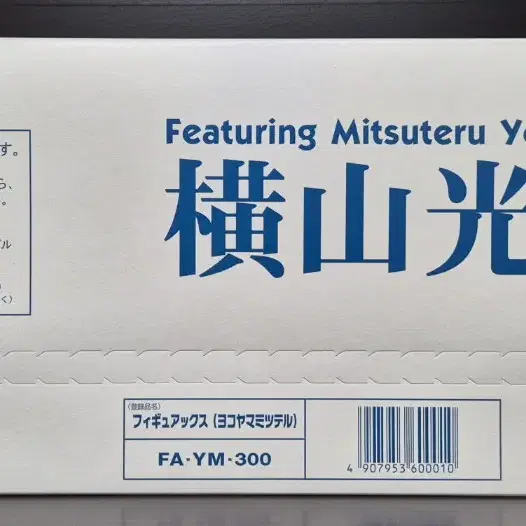 す。
ら、
。
ル
く）
Featuring Mitsuteru Yo
横山光
（登録品名）
フィギュアックス（ヨコヤマミツテル）
FA-YM-300
4 907953 600010